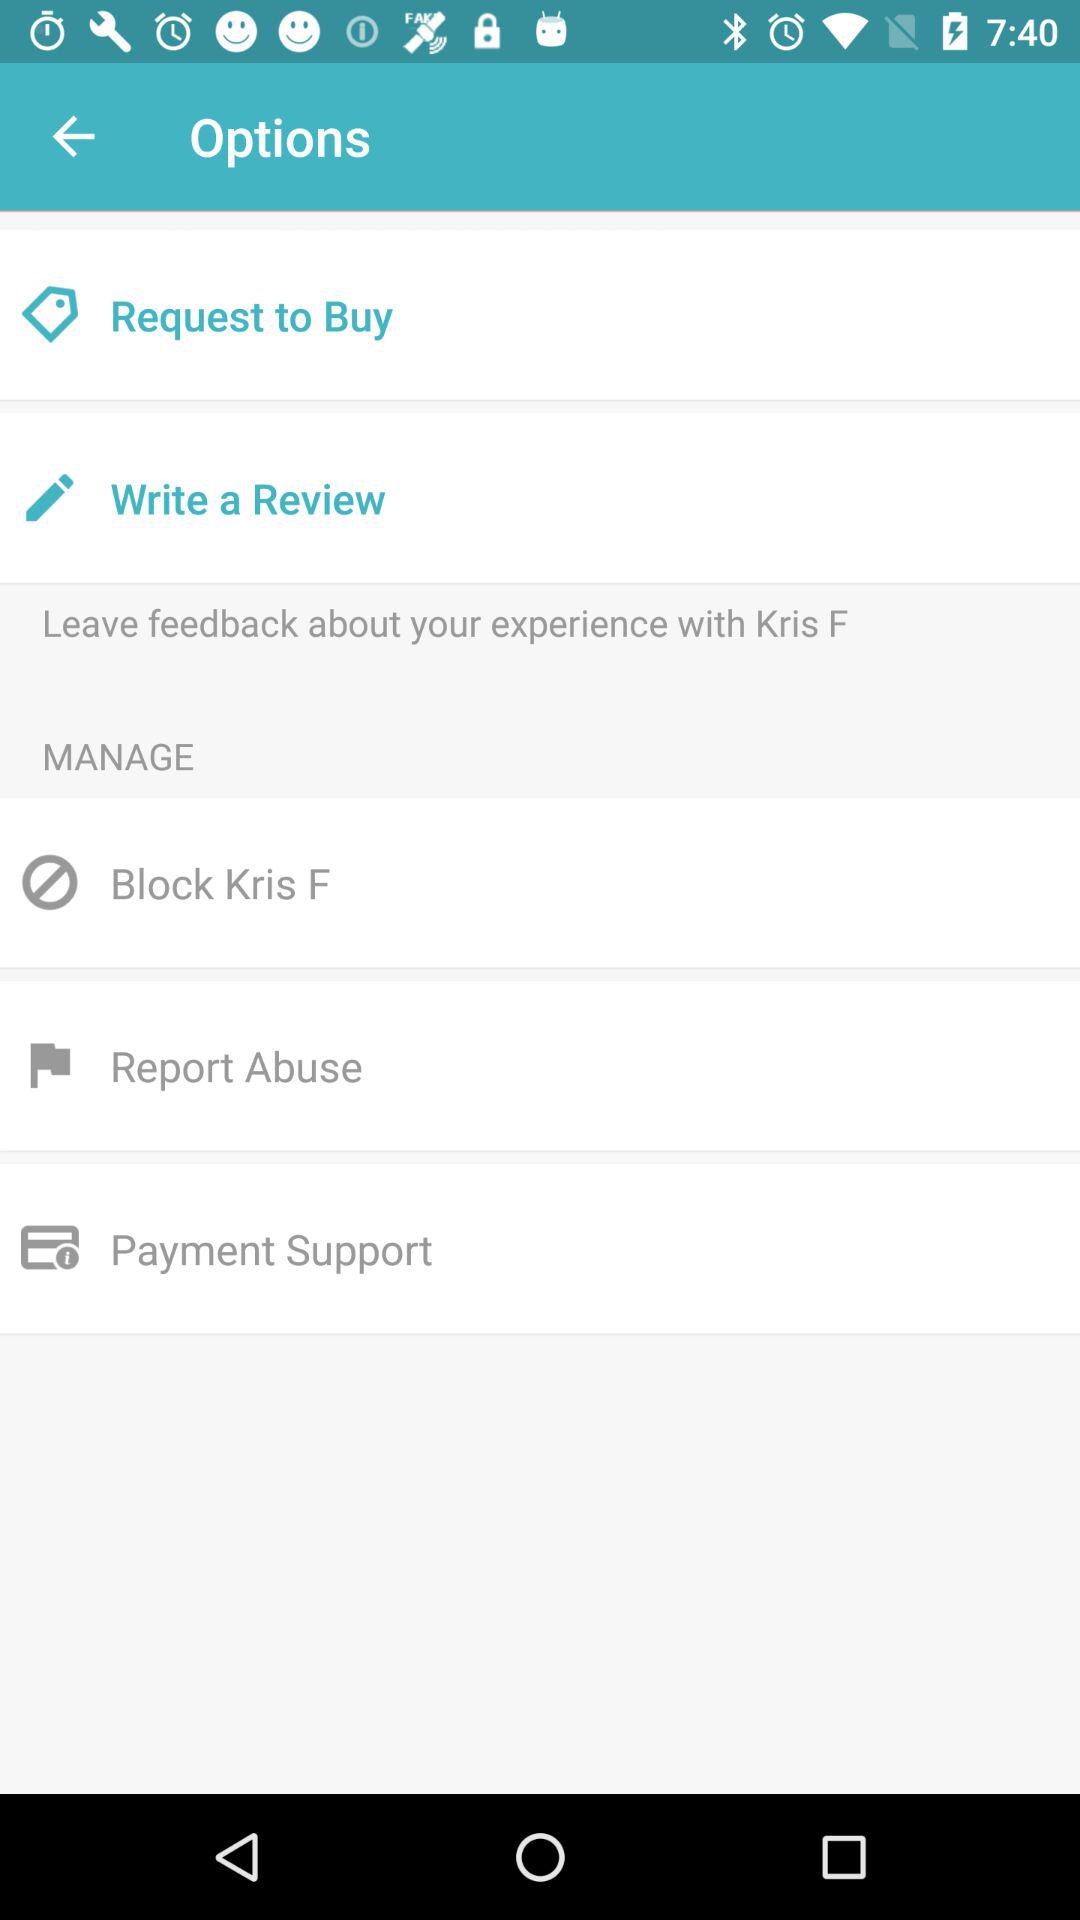 FAKE
7:40
Options
Request to Buy
Write a Review
Leave feedback about your experience with Kris F
MANAGE
Block Kris F
Report Abuse
Payment Support